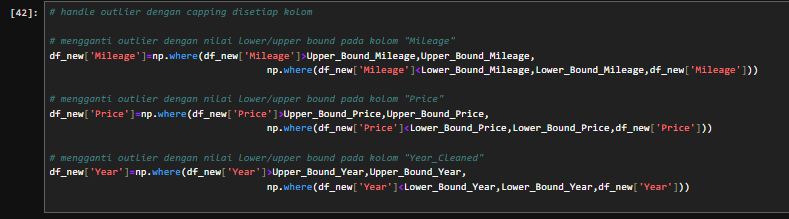 [42]: # handle outlier dengan capping disetiap kolom
# mengganti outlier dengan nilai lower/upper bound pada kolom "Mileage"
df_new['Mileage']=np.where(df_new['Mileage']>Upper_Bound_Mileage,Upper_Bound_Mileage,
np.where(df_new['Mileage']<Lower_Bound_Mileage,Lower_Bound_Mileage,df_new['Mileage']))
# mengganti outlier dengan nilai lower/upper bound pada kolom "Price"
df_new['Price']=np.where(df_new['Price']>Upper_Bound_Price,Upper_Bound_Price,
np.where(df_new['Price']<Lower_Bound_Price,Lower_Bound_Price,df_new['Price']))
# mengganti outlier dengan nilai lower/upper bound pada kolom "Year_Cleaned"
df_new['Year']=np.where(df_new['Year']>Upper_Bound_Year,Upper_Bound_Year,
np.where(df_new['Year']<Lower_Bound_Year,Lower_Bound_Year,df_new['Year']))